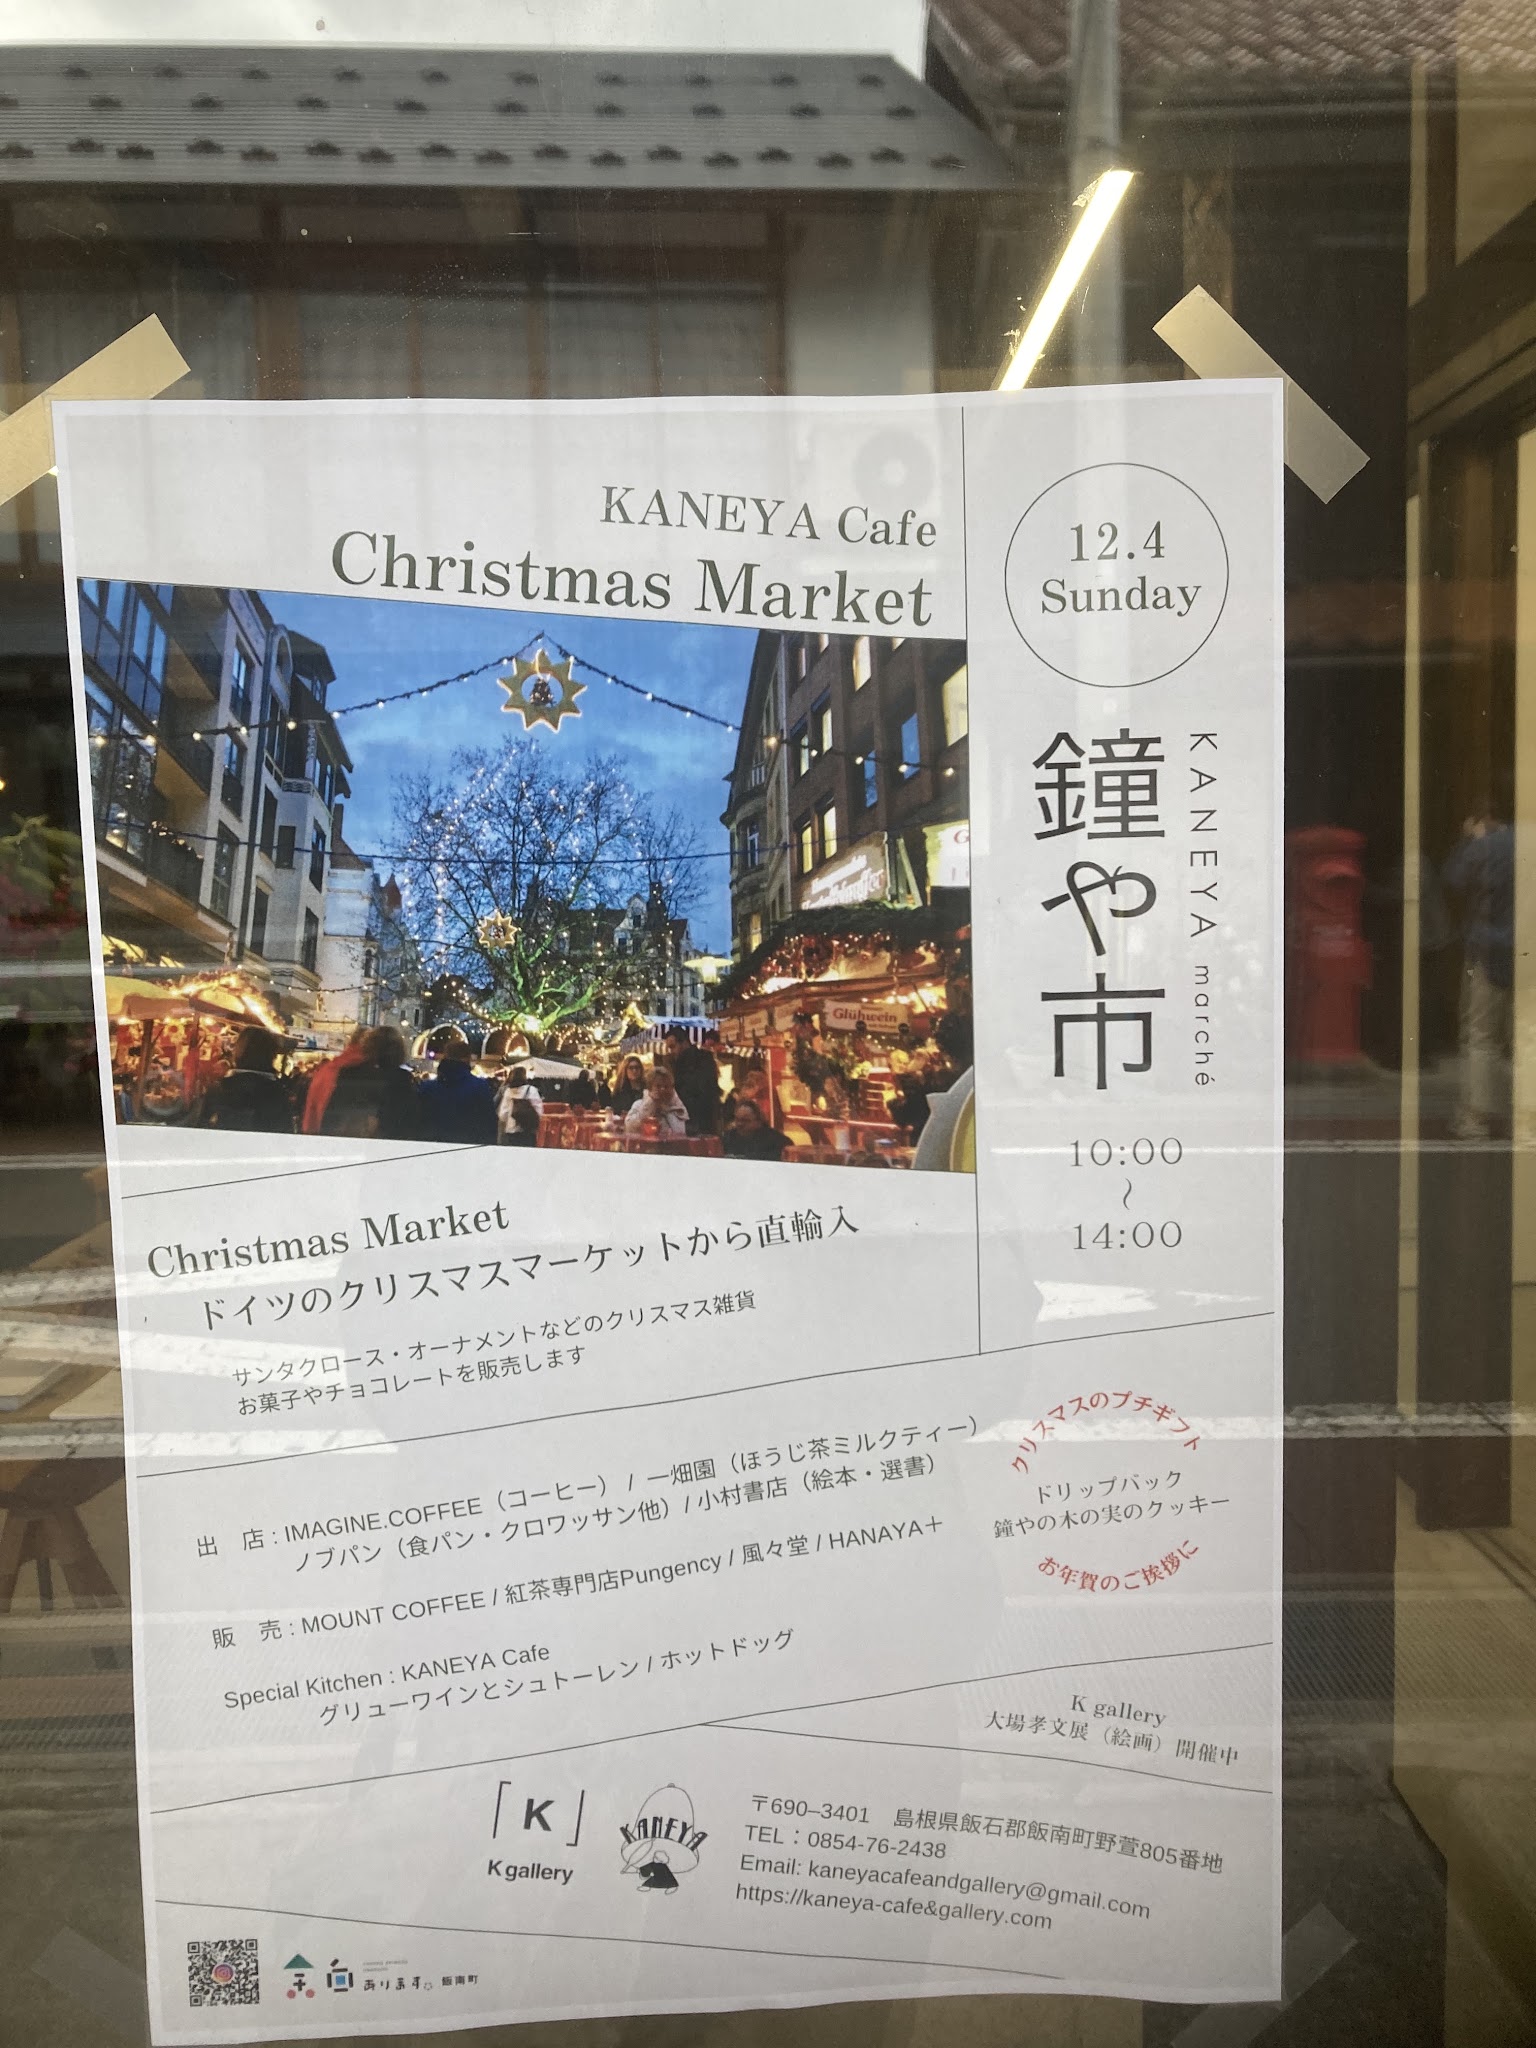 KANEYA Cafe
Christmas Market
12.4
Sunday
鐘や市
KANEYA marché
10:00
〜
14:00
Glühwein
Christmas Market
ドイツのクリスマスマーケットから直輸入
サンタクロース・オーナメントなどのクリスマス雑貨
お菓子やチョコレートを販売します
出 店 : IMAGINE.COFFEE（コーヒー） / 一畑園（ほうじ茶ミルクティー）
ノブパン（食パン・クロワッサン他）/ 小村書店（絵本・選書）
販 売 : MOUNT COFFEE / 紅茶専門店Pungency / 風々堂 / HANAYA＋
Special Kitchen : KANEYA Cafe
グリューワインとシュトーレン / ホットドッグ
クリスマスのプチギフト
ドリップパック
鐘やの木の実のクッキー
お年賀のご挨拶に
K gallery
大場孝文展（絵画）開催中
「K」
K gallery
KANEYA
〒690–3401 島根県飯石郡飯南町野萱805番地
TEL：0854-76-2438
Email: kaneyacafeandgallery@gmail.com
https://kaneya-cafe&gallery.com
あります。飯南町